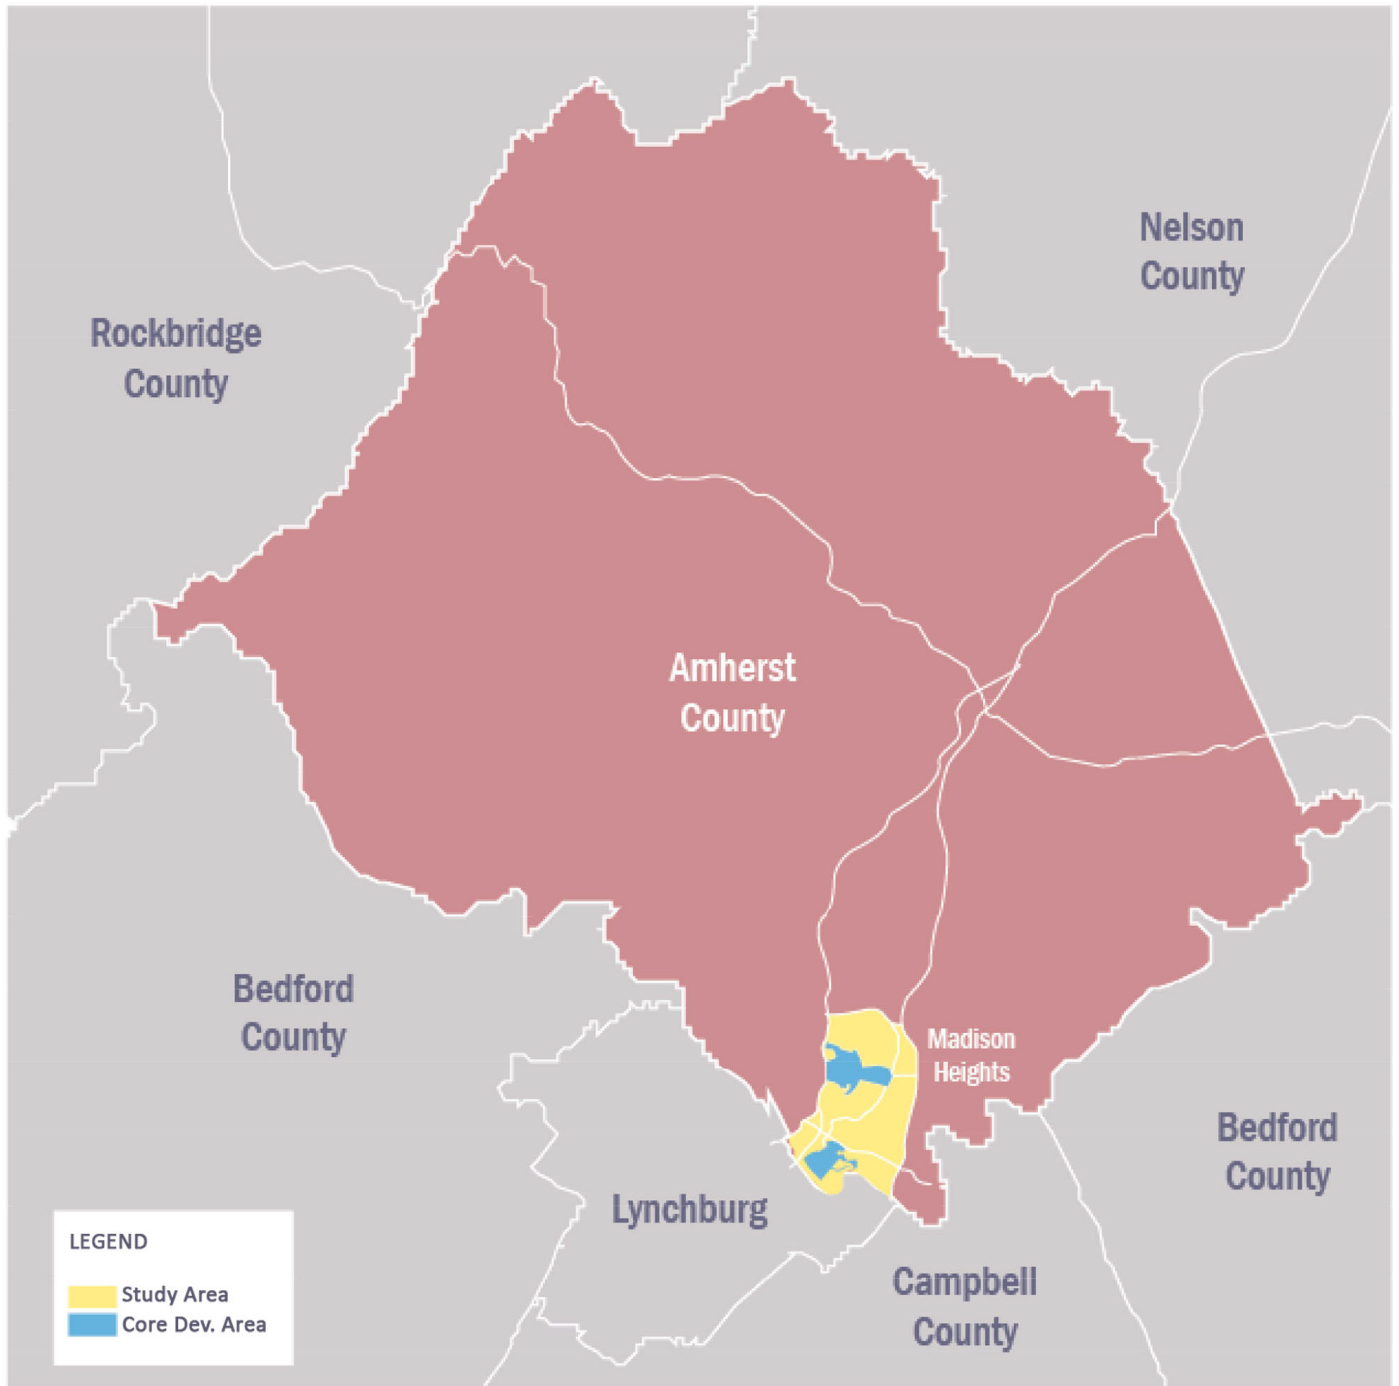 Nelson
County
Rockbridge
County
Amherst
County
Bedford
County
Madison
Heights
Bedford
County
Lynchburg
Campbell
County
LEGEND
Study Area
Core Dev. Area